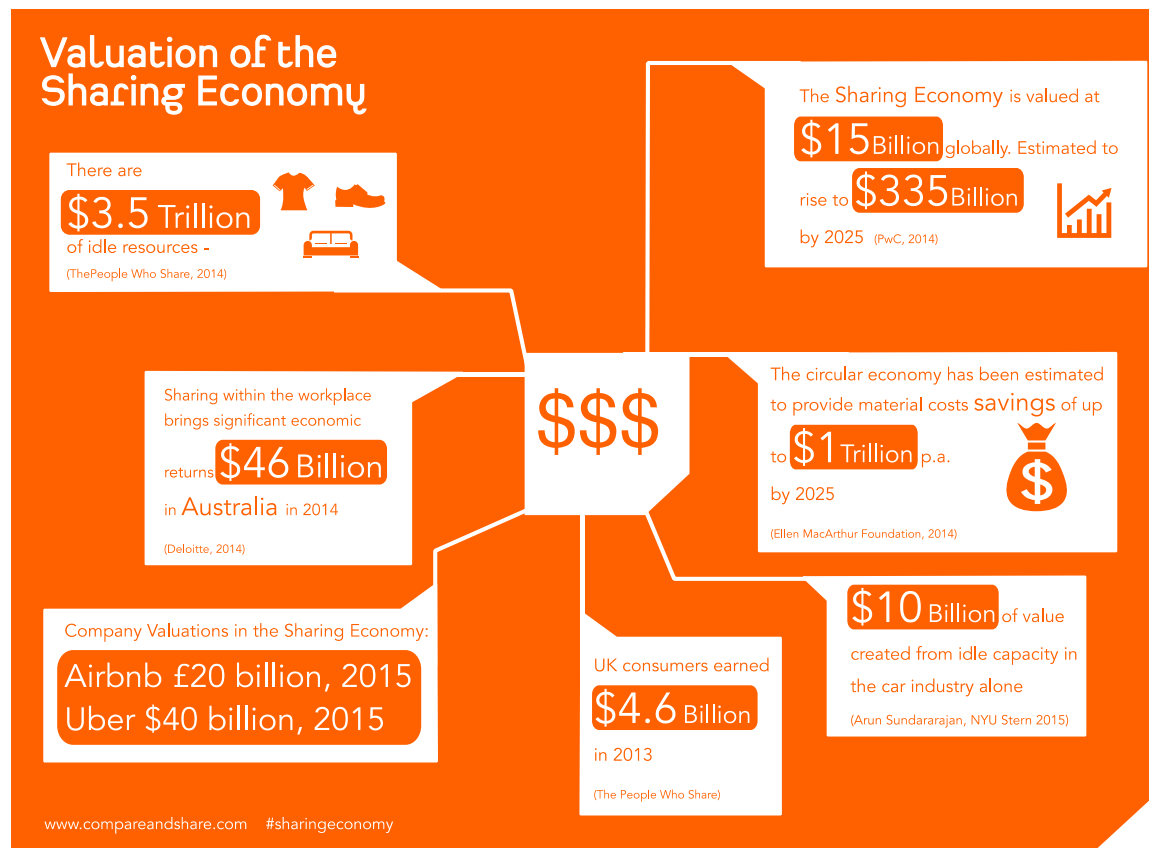 Valuation of the
Sharing Economy
There are
$3.5 Trillion
of idle resources -
(ThePeople Who Share, 2014)
The Sharing Economy is valued at
$15Billion globally. Estimated to
rise to $335Billion
by 2025 (PwC, 2014)
Sharing within the workplace
brings significant economic
returns $46 Billion
in Australia in 2014
(Deloitte, 2014)
$$$
The circular economy has been estimated
to provide material costs savings of up
to $1 Trillion p.a.
by 2025
$
(Ellen MacArthur Foundation, 2014)
Company Valuations in the Sharing Economy:
Airbnb £20 billion, 2015
Uber $40 billion, 2015
UK consumers earned
$4.6 Billion
in 2013
(The People Who Share)
$10 Billion of value
created from idle capacity in
the car industry alone
(Arun Sundararajan, NYU Stern 2015)
www.compareandshare.com #sharingeconomy